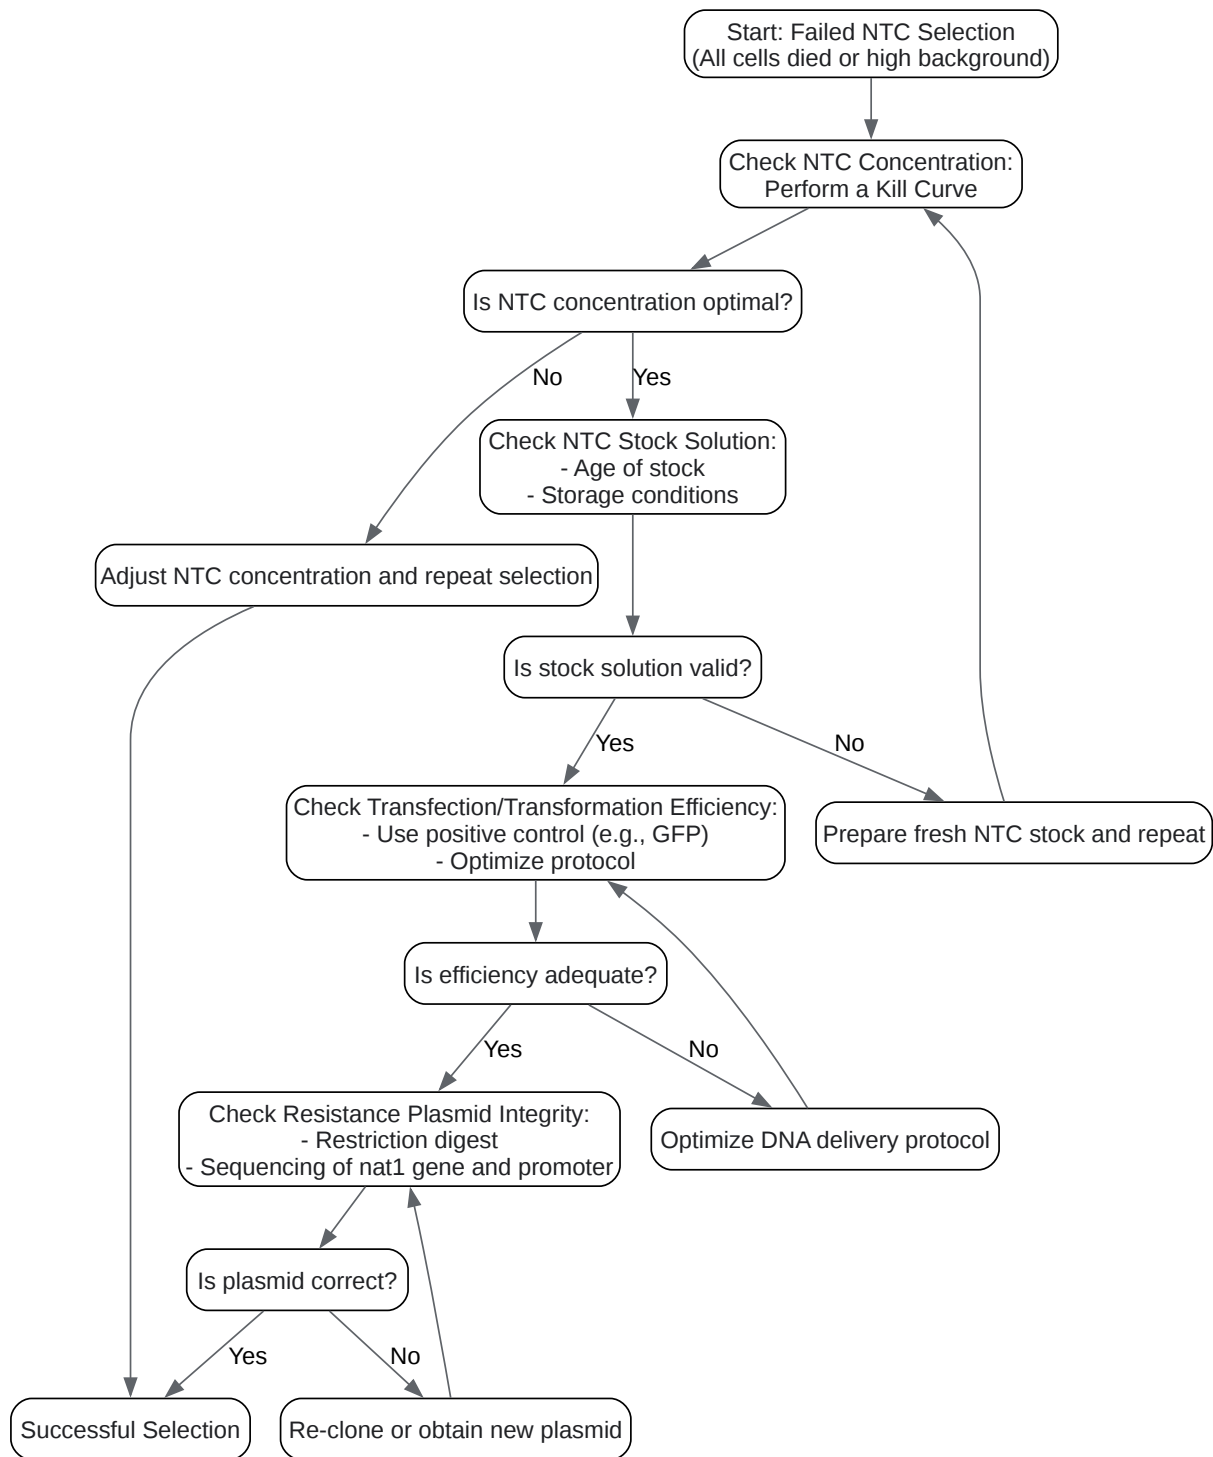 Start: Failed NTC Selection
(All cells died or high background)
Check NTC Concentration:
Perform a Kill Curve
Is NTC concentration optimal?
No
Yes
Check NTC Stock Solution:
- Age of stock
- Storage conditions
Adjust NTC concentration and repeat selection
Is stock solution valid?
Yes
No
Check Transfection/Transformation Efficiency:
- Use positive control (e.g., GFP)
- Optimize protocol
Prepare fresh NTC stock and repeat
Is efficiency adequate?
Yes
No
Check Resistance Plasmid Integrity:
- Restriction digest
- Sequencing of nat1 gene and promoter
Optimize DNA delivery protocol
Is plasmid correct?
Yes
No
Successful Selection
Re-clone or obtain new plasmid